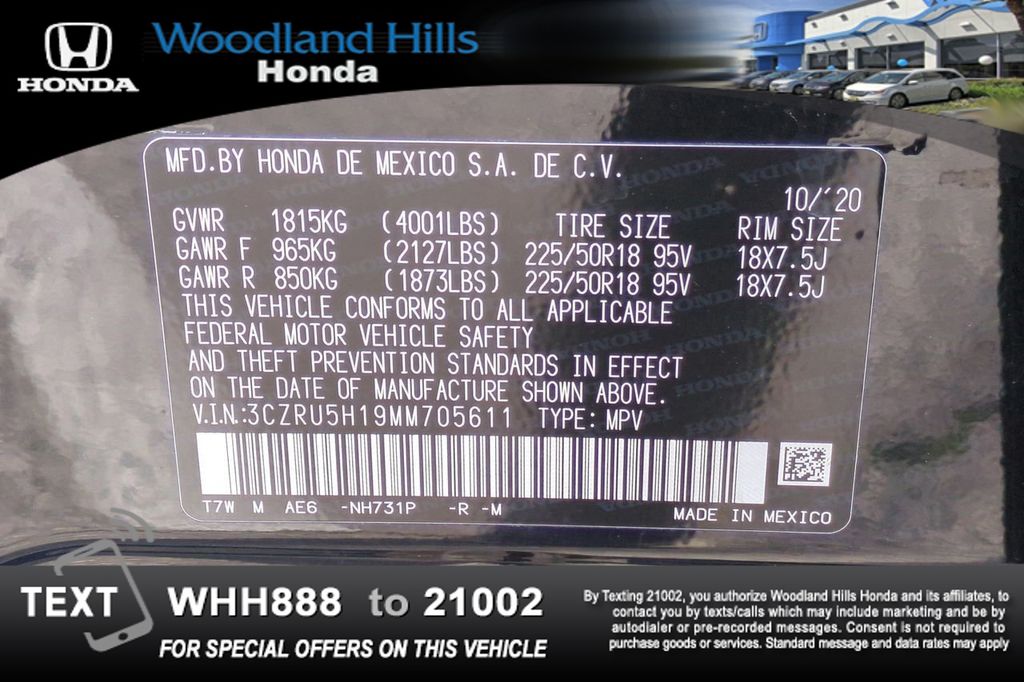 HONDA
Woodland Hills
Honda
MFD.BY HONDA DE MEXICO S.A. DE C.V.
10/'20
GVWR 1815KG (4001LBS) TIRE SIZE RIM SIZE
GAWR F 965KG (2127LBS) 225/50R18 95V 18X7.5J
GAWR R 850KG (1873LBS) 225/50R18 95V 18X7.5J
THIS VEHICLE CONFORMS TO ALL APPLICABLE
FEDERAL MOTOR VEHICLE SAFETY
AND THEFT PREVENTION STANDARDS IN EFFECT
ON THE DATE OF MANUFACTURE SHOWN ABOVE.
V.I.N.:3CZRU5H19MM705611 TYPE: MPV
T7W M AE6 -NH731P -R -M MADE IN MEXICO
TEXT WHH888 to 21002
FOR SPECIAL OFFERS ON THIS VEHICLE
By Texting 21002, you authorize Woodland Hills Honda and its affiliates, to
contact you by texts/calls which may include marketing and be by
autodialer or pre-recorded messages. Consent is not required to
purchase goods or services. Standard message and data rates may apply